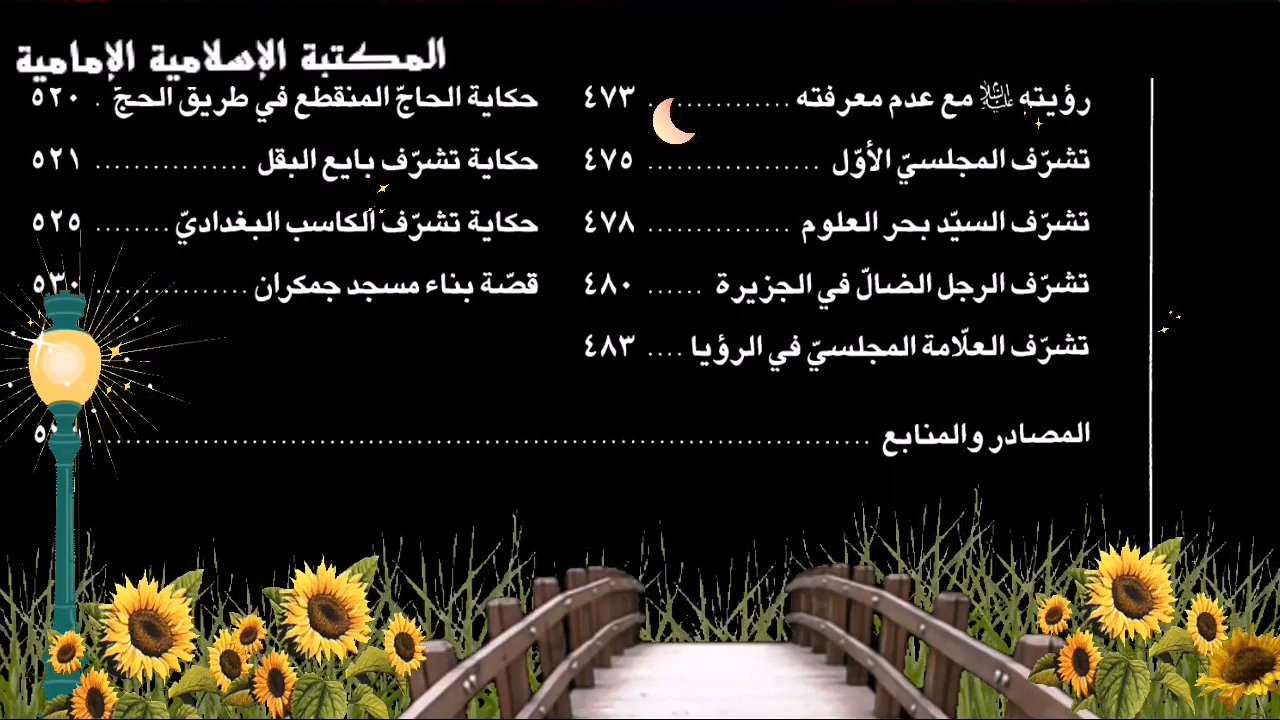 المكتبة الإسلامية الإمامية
رؤيته عليه السلام مع عدم معرفته ............ ٤٧٣
تشرّف المجلسيّ الأوّل ................. ٤٧٥
تشرّف السيّد بحر العلوم .............. ٤٧٨
تشرّف الرجل الضالّ في الجزيرة ...... ٤٨٠
تشرّف العلّامة المجلسيّ في الرؤيا .... ٤٨٣
حكاية الحاجّ المنقطع في طريق الحجّ . ٥٢٠
حكاية تشرّف بايع البقل ............... ٥٢١
حكاية تشرّف الكاسب البغداديّ ........ ٥٢٥
قصّة بناء مسجد جمكران ............... ٥٣٠
المصادر والمنابع ................................................................